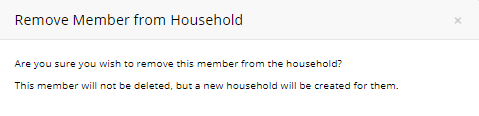 Remove Member from Household ×
Are you sure you wish to remove this member from the household?
This member will not be deleted, but a new household will be created for them.